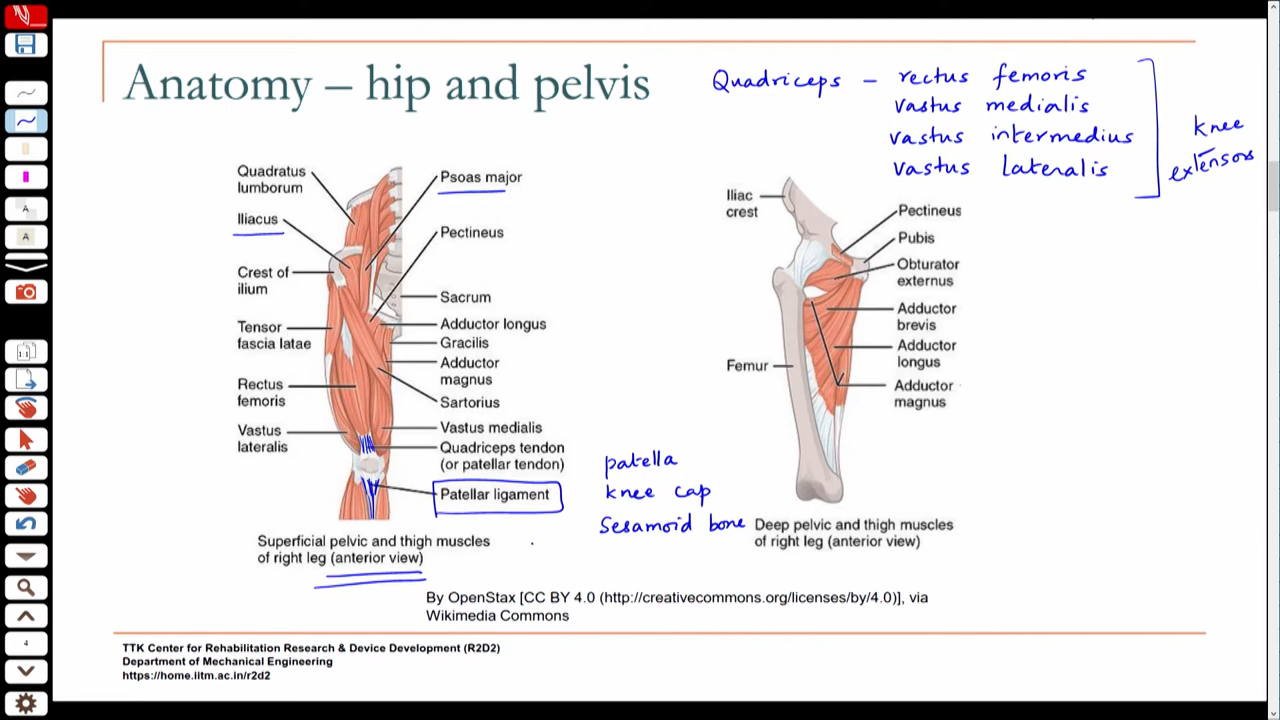 Anatomy – hip and pelvis
Quadriceps – rectus femoris
vastus medialis
vastus intermedius
vastus lateralis
knee
extensors
Quadratus
lumborum
Iliacus
Crest of
ilium
Tensor
fascia latae
Rectus
femoris
Vastus
lateralis
Psoas major
Pectineus
Sacrum
Adductor longus
Gracilis
Adductor
magnus
Sartorius
Vastus medialis
Quadriceps tendon
(or patellar tendon)
Patellar ligament
Superficial pelvic and thigh muscles
of right leg (anterior view)
patella
knee cap
Sesamoid bone
Iliac
crest
Femur
Pectineus
Pubis
Obturator
externus
Adductor
brevis
Adductor
longus
Adductor
magnus
Deep pelvic and thigh muscles
of right leg (anterior view)
By OpenStax [CC BY 4.0 (http://creativecommons.org/licenses/by/4.0)], via
Wikimedia Commons
TTK Center for Rehabilitation Research & Device Development (R2D2)
Department of Mechanical Engineering
https://home.iitm.ac.in/r2d2
A
A
1:1
4